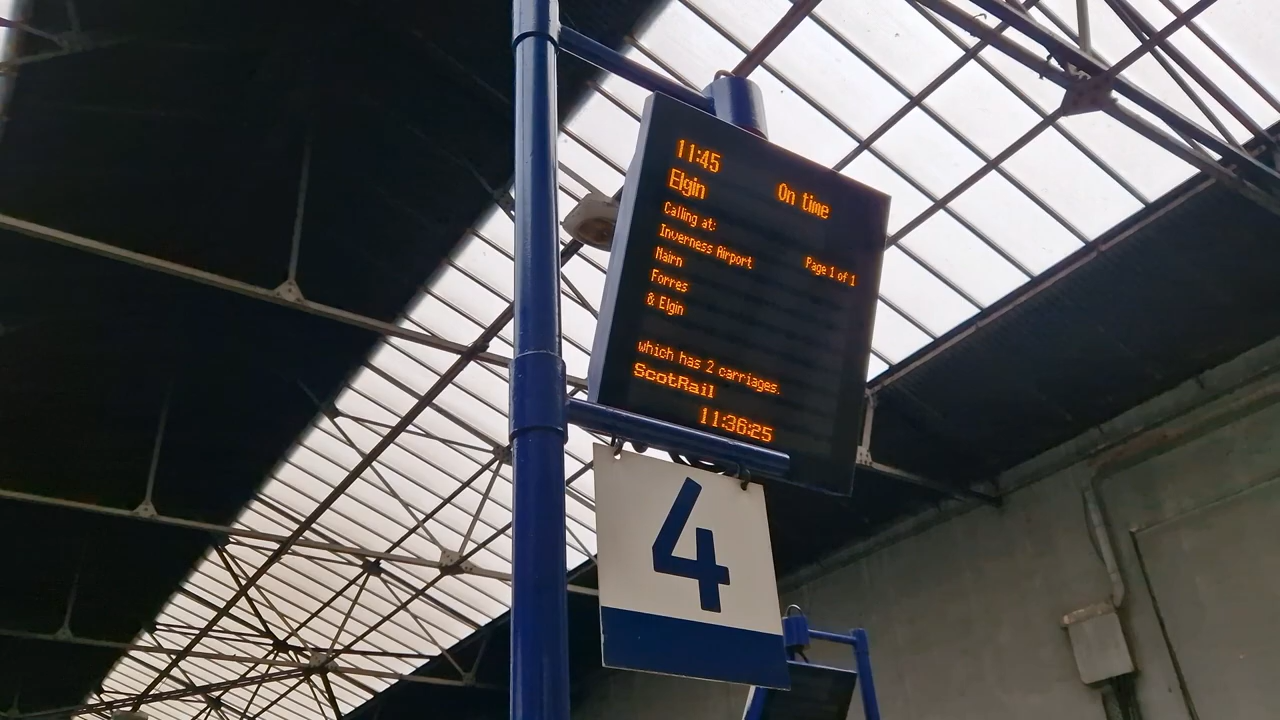 11:45
Elgin On time
Calling at:
Inverness Airport Page 1 of 1
Nairn
Forres
& Elgin
which has 2 carriages.
ScotRail
11:36:25
4